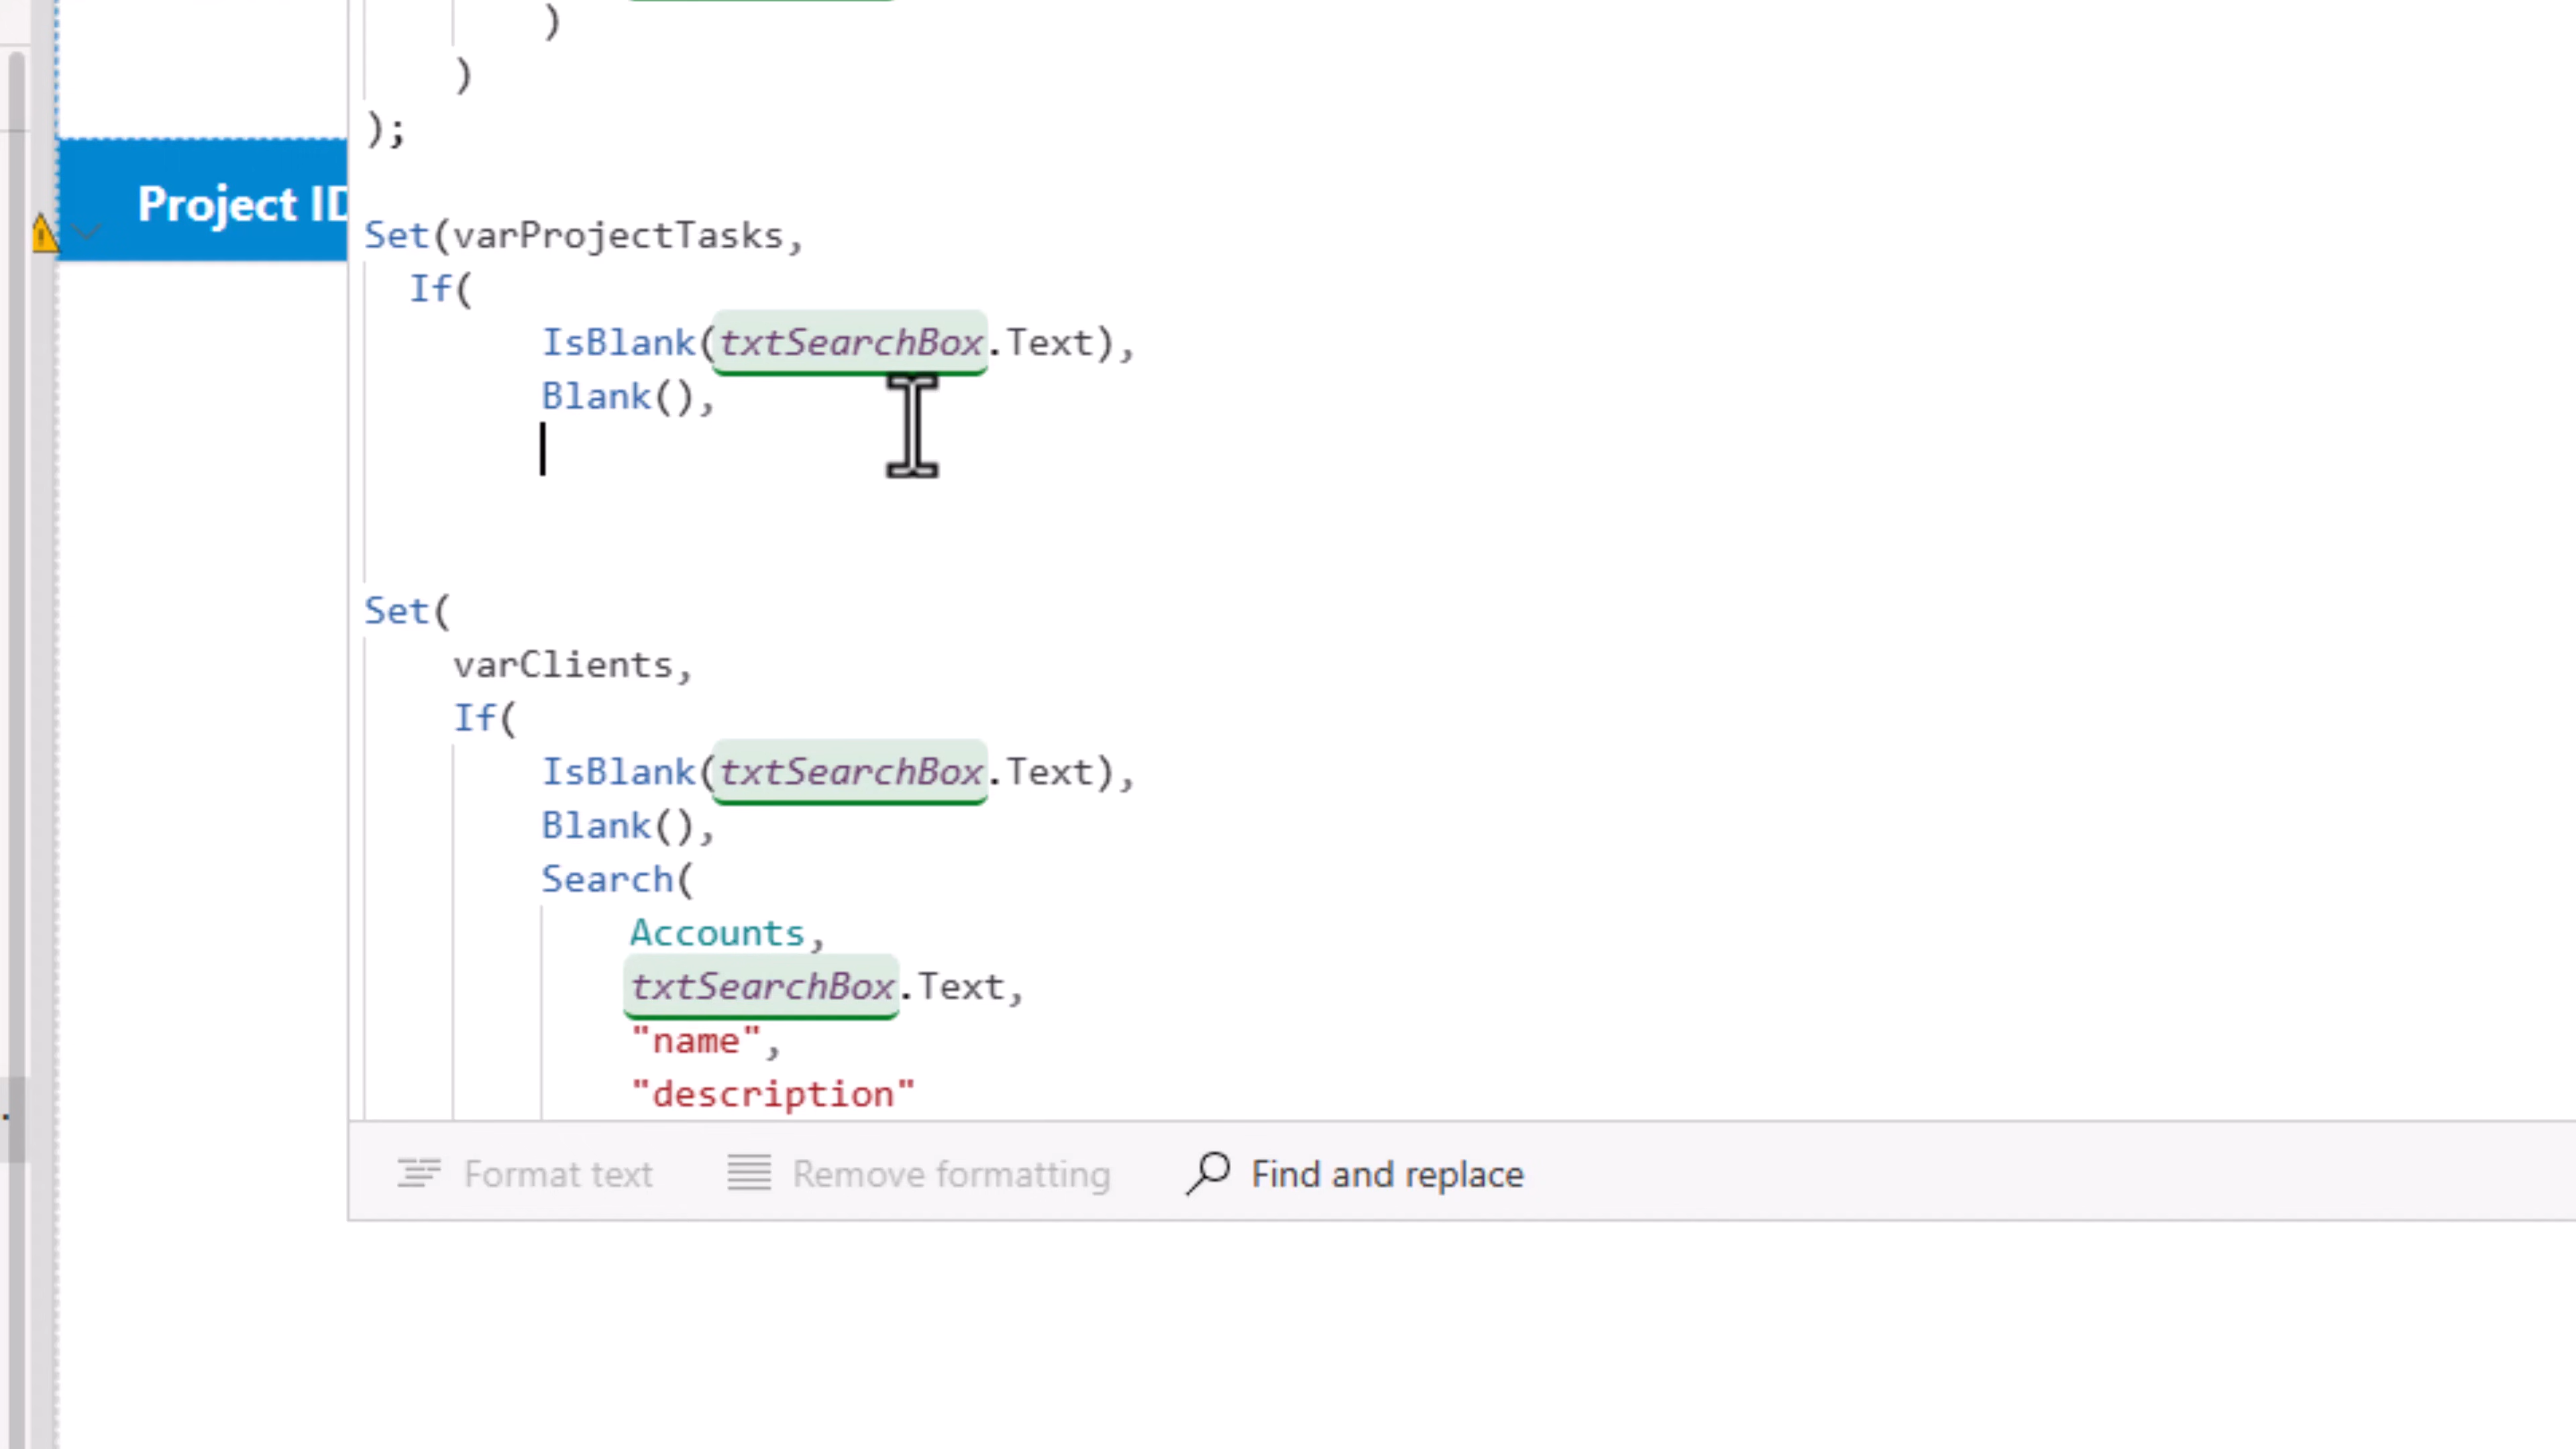 )
)
);
Project ID
Set(varProjectTasks,
If(
IsBlank(txtSearchBox.Text),
Blank(),
Set(
varClients,
If(
IsBlank(txtSearchBox.Text),
Blank(),
Search(
Accounts,
txtSearchBox.Text,
"name",
"description"
Format text
Remove formatting
Find and replace